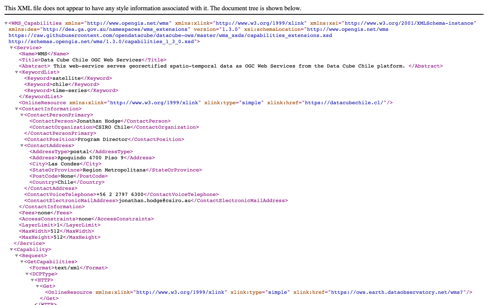 This XML file does not appear to have any style information associated with it. The document tree is shown below.
▼<WMS_Capabilities xmlns="http://www.opengis.net/wms" xmlns:xlink="http://www.w3.org/1999/xlink" xmlns:xsi="http://www.w3.org/2001/XMLSchema-instance"
xmlns:dea="http://dea.ga.gov.au/namespaces/wms_extensions" version="1.3.0" xsi:schemaLocation="http://www.opengis.net/wms
https://raw.githubusercontent.com/opendatacube/datacube-ows/master/wms_xsds/capabilities_extensions.xsd
http://schemas.opengis.net/wms/1.3.0/capabilities_1_3_0.xsd">
▼<Service>
<Name>WMS</Name>
<Title>Data Cube Chile OGC Web Services</Title>
<Abstract> This web-service serves georectified spatio-temporal data as OGC Web Services from the Data Cube Chile platform. </Abstract>
▼<KeywordList>
<Keyword>satellite</Keyword>
<Keyword>chile</Keyword>
<Keyword>time-series</Keyword>
</KeywordList>
<OnlineResource xmlns:xlink="http://www.w3.org/1999/xlink" xlink:type="simple" xlink:href="https://datacubechile.cl/"/>
▼<ContactInformation>
▼<ContactPersonPrimary>
<ContactPerson>Jonathan Hodge</ContactPerson>
<ContactOrganisation>CSIRO Chile</ContactOrganization>
</ContactPersonPrimary>
<ContactPosition>Program Director</ContactPosition>
▼<ContactAddress>
<AddressType>postal</AddressType>
<Address>Apoquindo 4700 Piso 9</Address>
<City>Las Condes</City>
<StateOrProvince>Region Metropolitana</StateOrProvince>
<PostCode>None</PostCode>
<Country>Chile</Country>
</ContactAddress>
<ContactVoiceTelephone>+56 2 2797 6300</ContactVoiceTelephone>
<ContactElectronicMailAddress>jonathan.hodge@csiro.au</ContactElectronicMailAddress>
</ContactInformation>
<Fees>none</Fees>
<AccessConstraints>none</AccessConstraints>
<LayerLimit>1</LayerLimit>
<MaxWidth>512</MaxWidth>
<MaxHeight>512</MaxHeight>
</Service>
▼<Capability>
▼<Request>
▼<GetCapabilities>
<Format>text/xml</Format>
▼<DCPType>
▼<HTTP>
▼<Get>
<OnlineResource xmlns:xlink="http://www.w3.org/1999/xlink" xlink:type="simple" xlink:href="https://ows.earth.dataobservatory.net/wms?"/>
</Get>